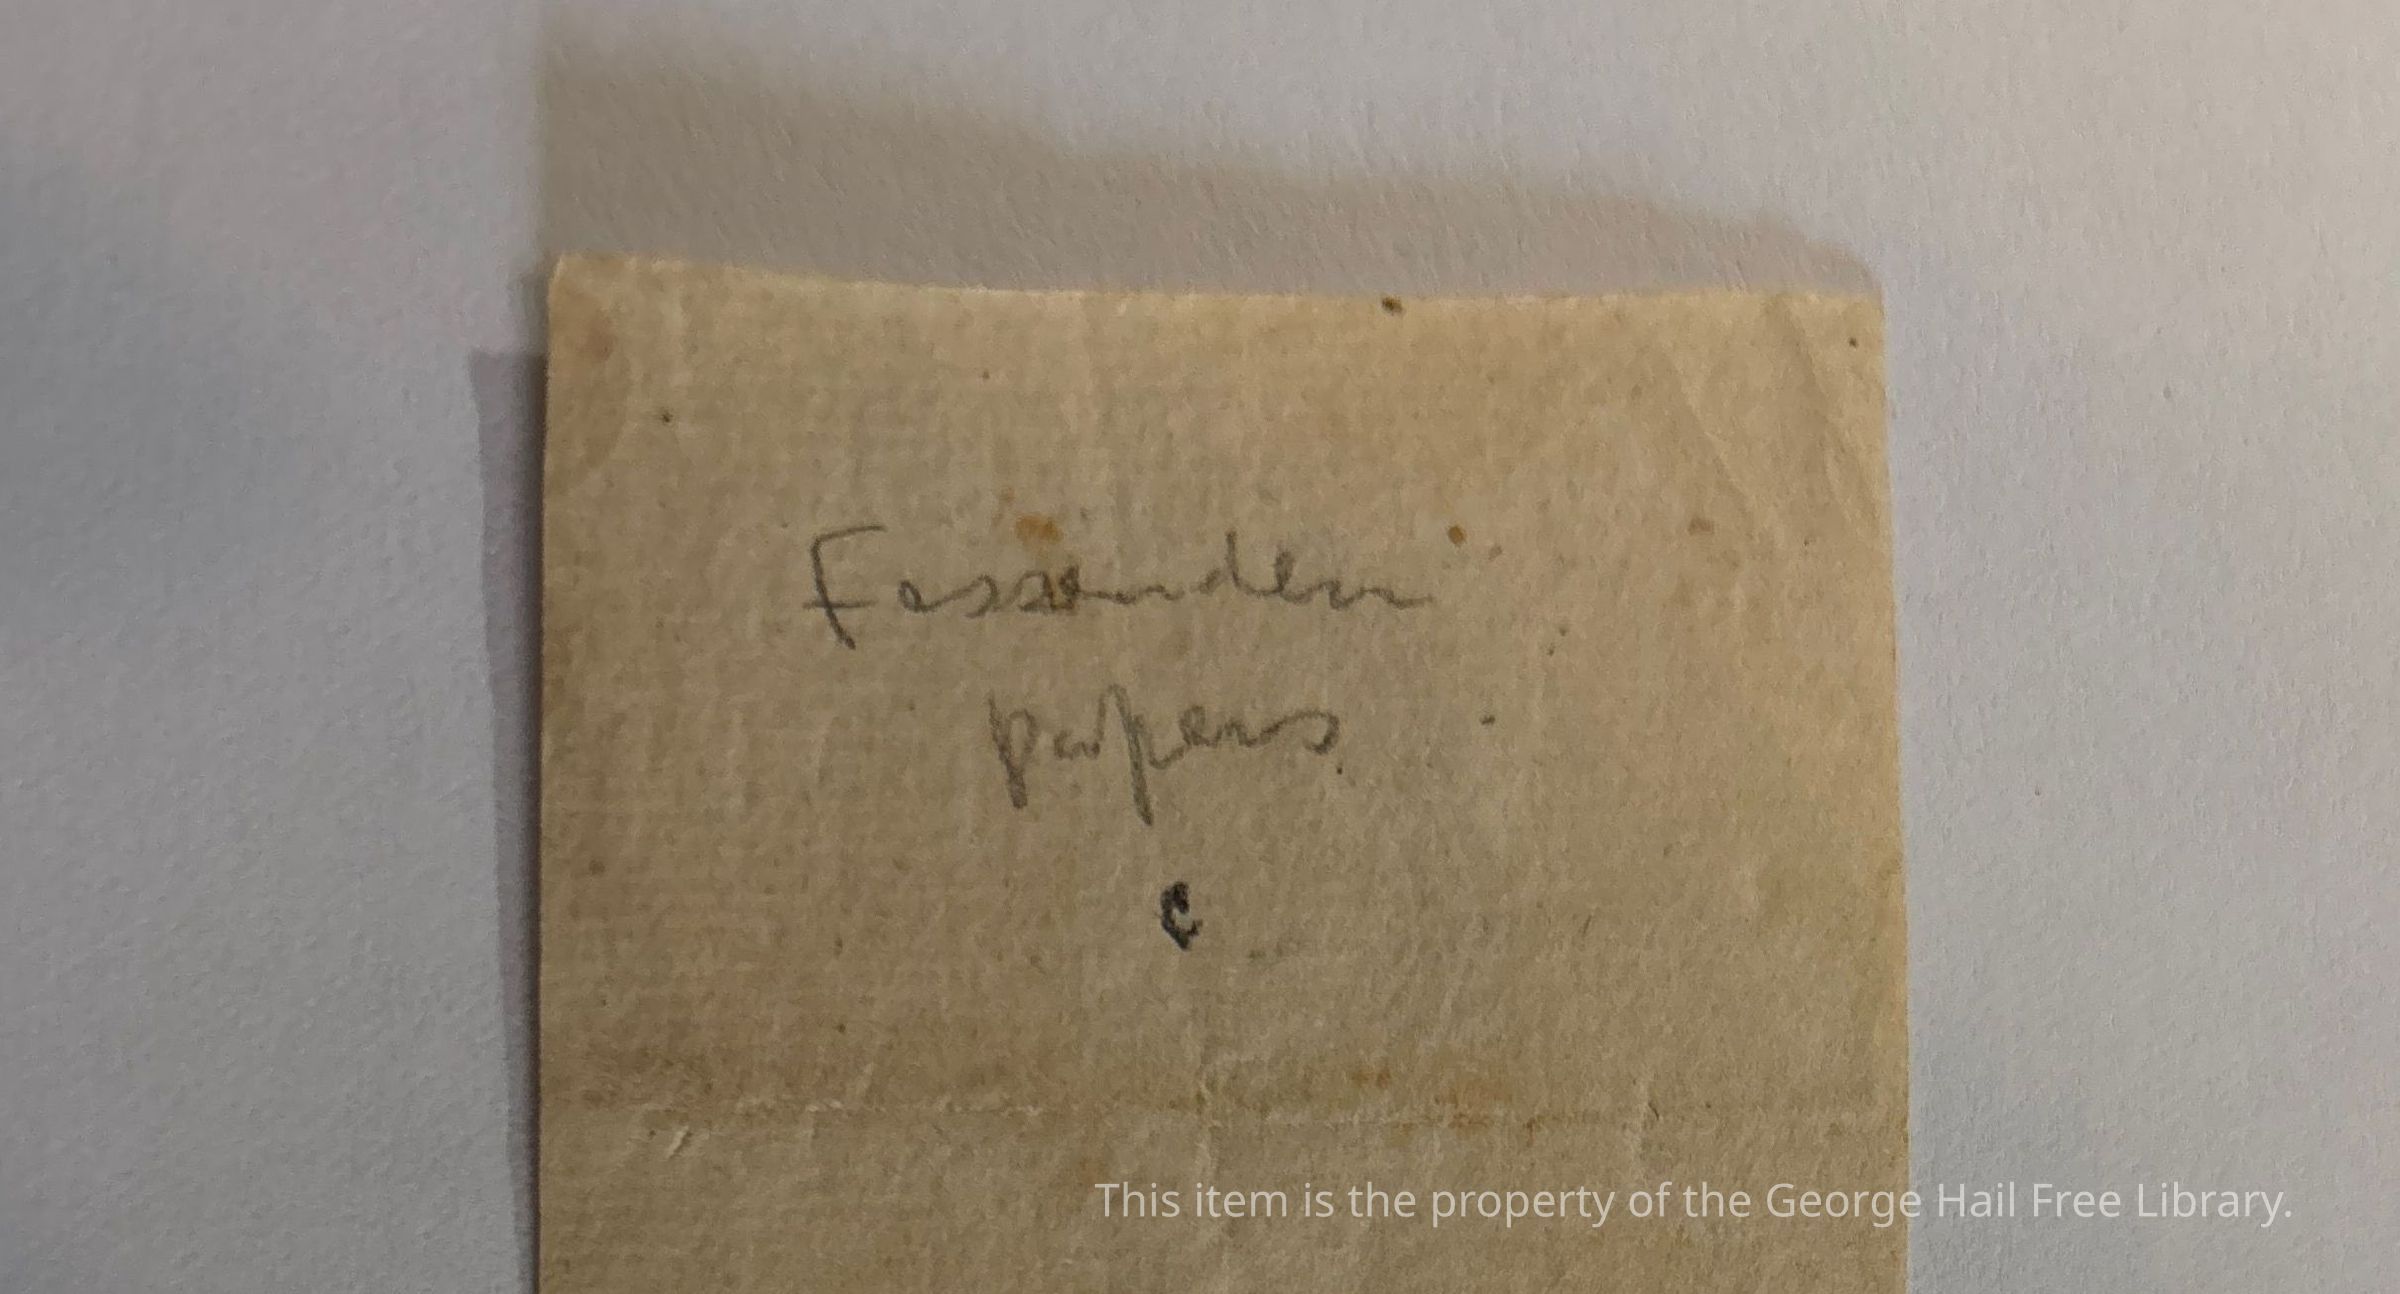 Fessenden
papers
c
This item is the property of the George Hail Free Library.